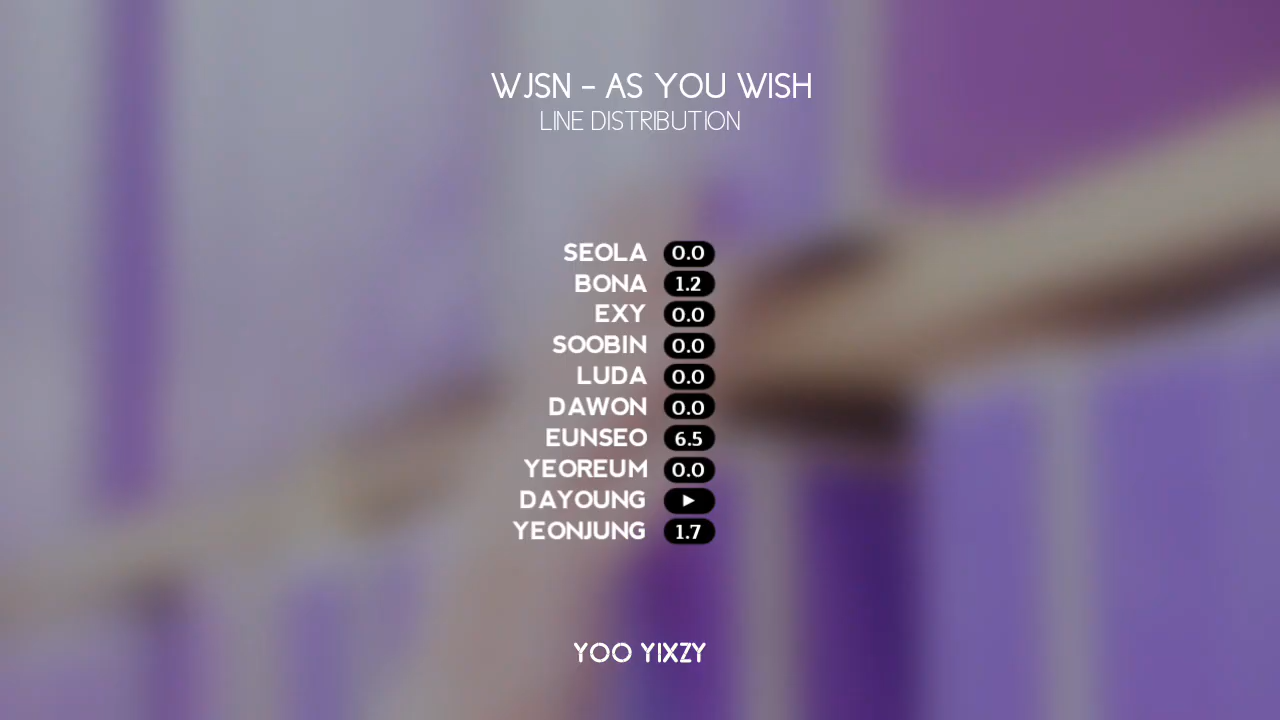 WJSN - AS YOU WISH
LINE DISTRIBUTION
SEOLA 0.0
BONA 1.2
EXY 0.0
SOOBIN 0.0
LUDA 0.0
DAWON 0.0
EUNSEO 6.5
YEOREUM 0.0
DAYOUNG ▶
YEONJUNG 1.7
YOO YIXZY